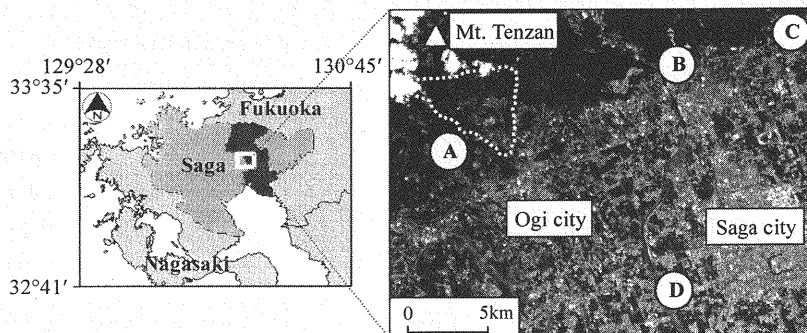 129°28′ 130°45′
33°35′
N
Fukuoka
Saga
Nagasaki
32°41′
Mt. Tenzan
C
B
A
Ogi city
Saga city
D
0 5km